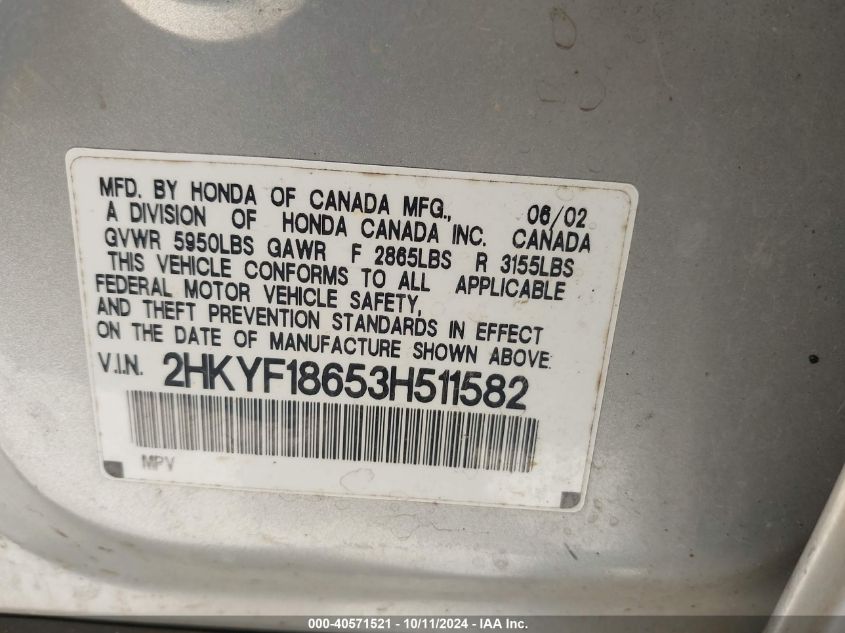 MFD. BY HONDA OF CANADA MFG., 06/02
A DIVISION OF HONDA CANADA INC. CANADA
GVWR 5950LBS GAWR F 2865LBS R 3155LBS
THIS VEHICLE CONFORMS TO ALL APPLICABLE
FEDERAL MOTOR VEHICLE SAFETY,
AND THEFT PREVENTION STANDARDS IN EFFECT
ON THE DATE OF MANUFACTURE SHOWN ABOVE.
V.I.N. 2HKYF18653H511582
MPV
000-40571521 - 10/11/2024 - IAAI Inc.